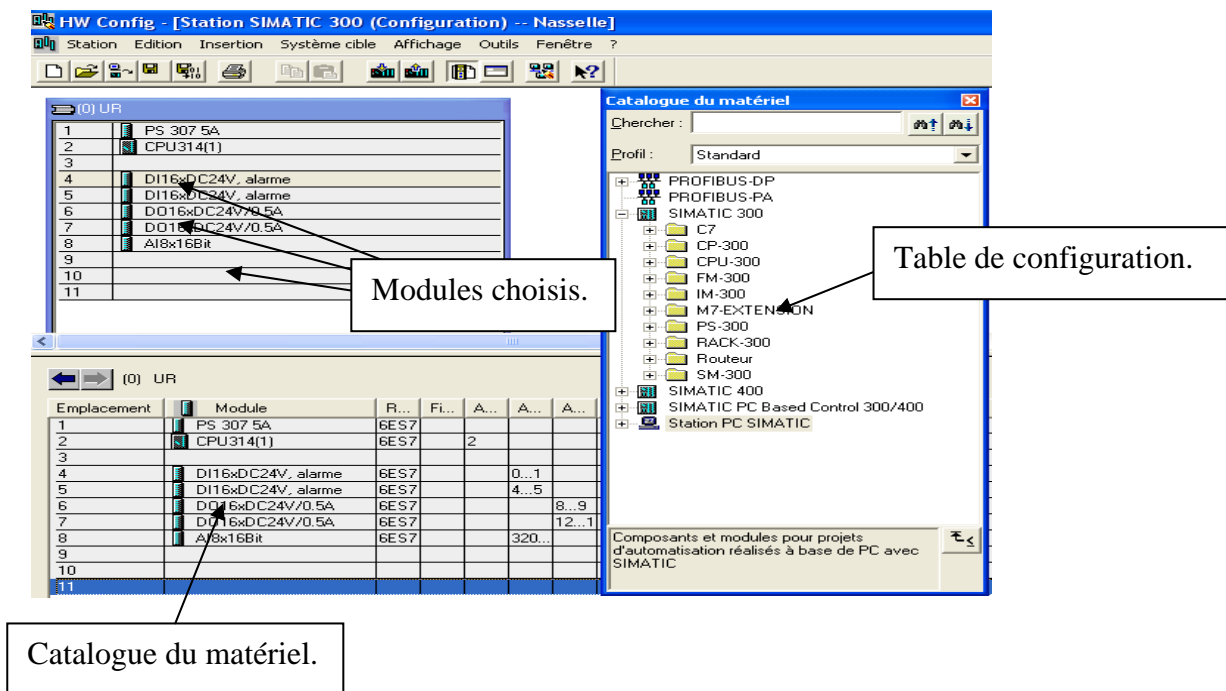 HW Config - [Station SIMATIC 300 (Configuration) -- Nasselle]
Station Edition Insertion Système cible Affichage Outils Fenêtre ?
(0) UR
1 PS 307 5A
2 CPU314(1)
3
4 DI16xDC24V, alarme
5 DI16xDC24V, alarme
6 DO16xDC24V/0.5A
7 DO16xDC24V/0.5A
8 AI8x16Bit
9
10
11
Modules choisis.
Catalogue du matériel
Chercher :
Profil : Standard
PROFIBUS-DP
PROFIBUS-PA
SIMATIC 300
C7
CP-300
CPU-300
FM-300
IM-300
M7-EXTENSION
PS-300
RACK-300
Routeur
SM-300
SIMATIC 400
SIMATIC PC Based Control 300/400
Station PC SIMATIC
Table de configuration.
Composants et modules pour projets
d'automatisation réalisés à base de PC avec
SIMATIC
(0) UR
Emplacement Module R... Fi... A... A... A...
1 PS 307 5A 6ES7
2 CPU314(1) 6ES7 2
3
4 DI16xDC24V, alarme 6ES7 0...1
5 DI16xDC24V, alarme 6ES7 4...5
6 DO16xDC24V/0.5A 6ES7 8...9
7 DO16xDC24V/0.5A 6ES7 12...1
8 AI8x16Bit 6ES7 320...
9
10
11
Catalogue du matériel.